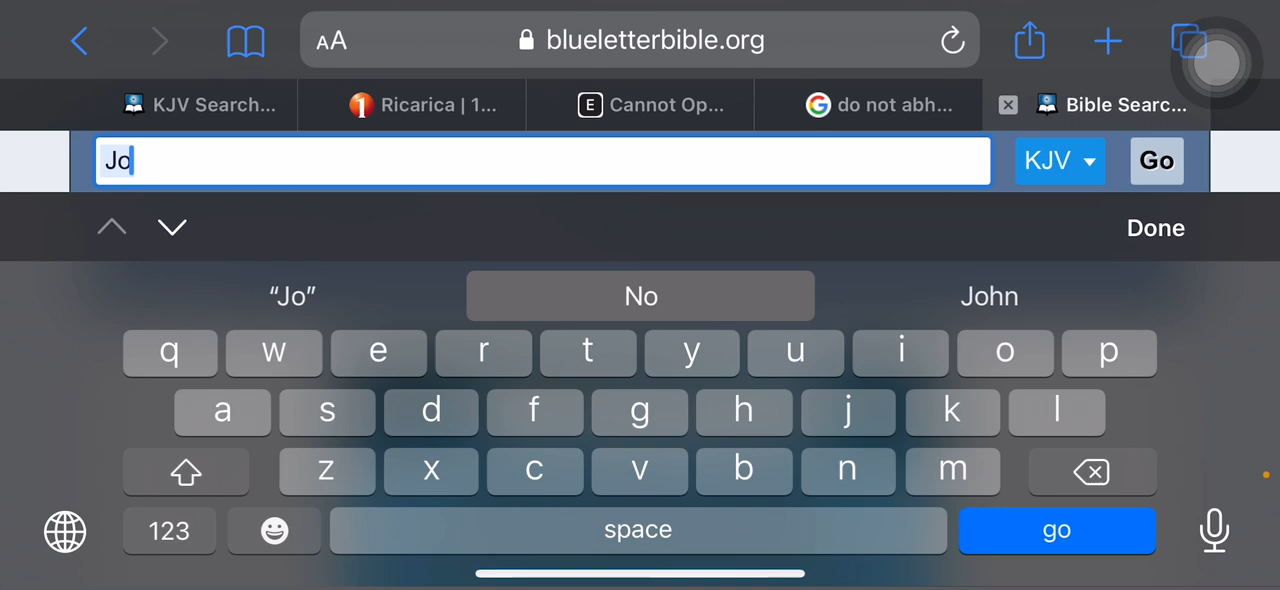 AA blueletterbible.org
KJV Search... Ricarica | 1... E Cannot Op... do not abh... Bible Searc...
Jo KJV Go
Done
“Jo” No John
q w e r t y u i o p
a s d f g h j k l
z x c v b n m
123 space go